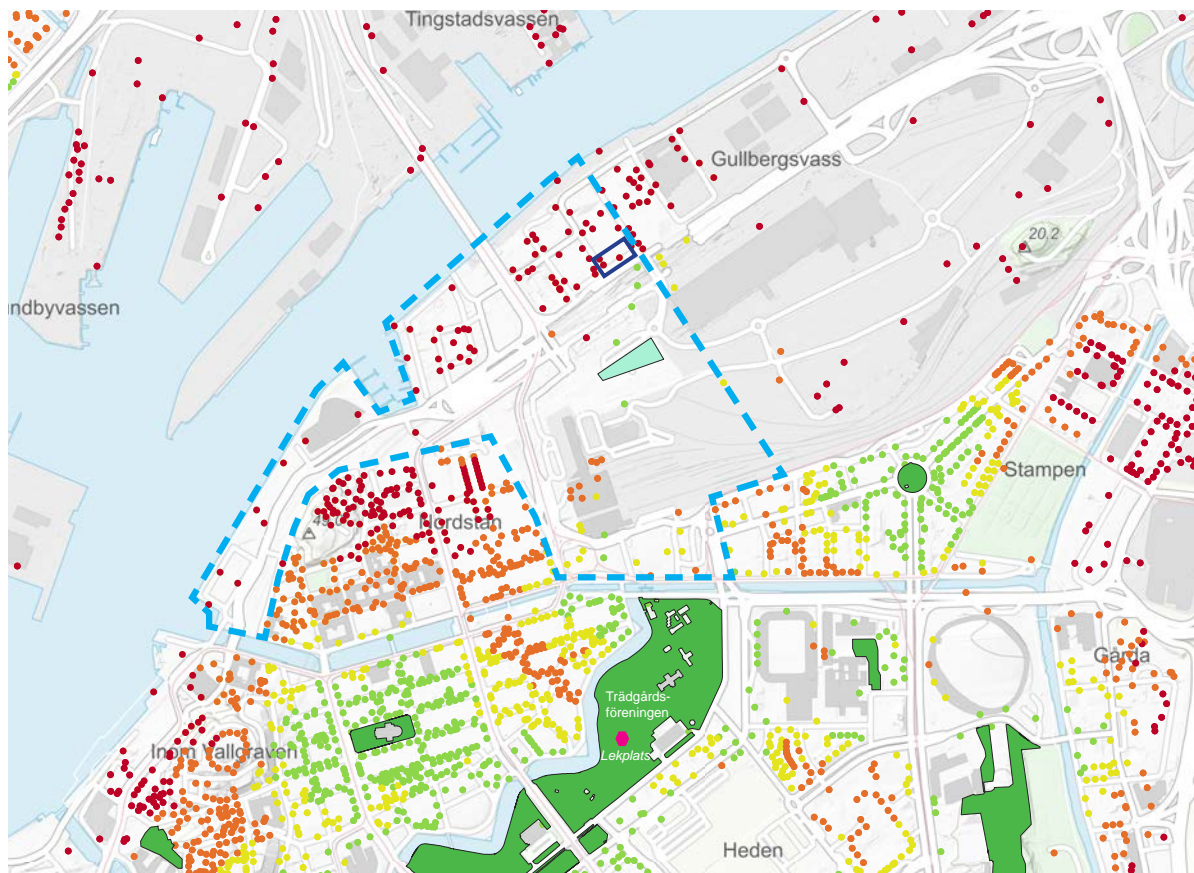 Tingstadsvassen
Gullbergsvass
20.2
ndbyvassen
Stampen
Nordstan
Gårda
Trädgårds-
föreningen
Inom Vallgraven
Lekplats
Heden